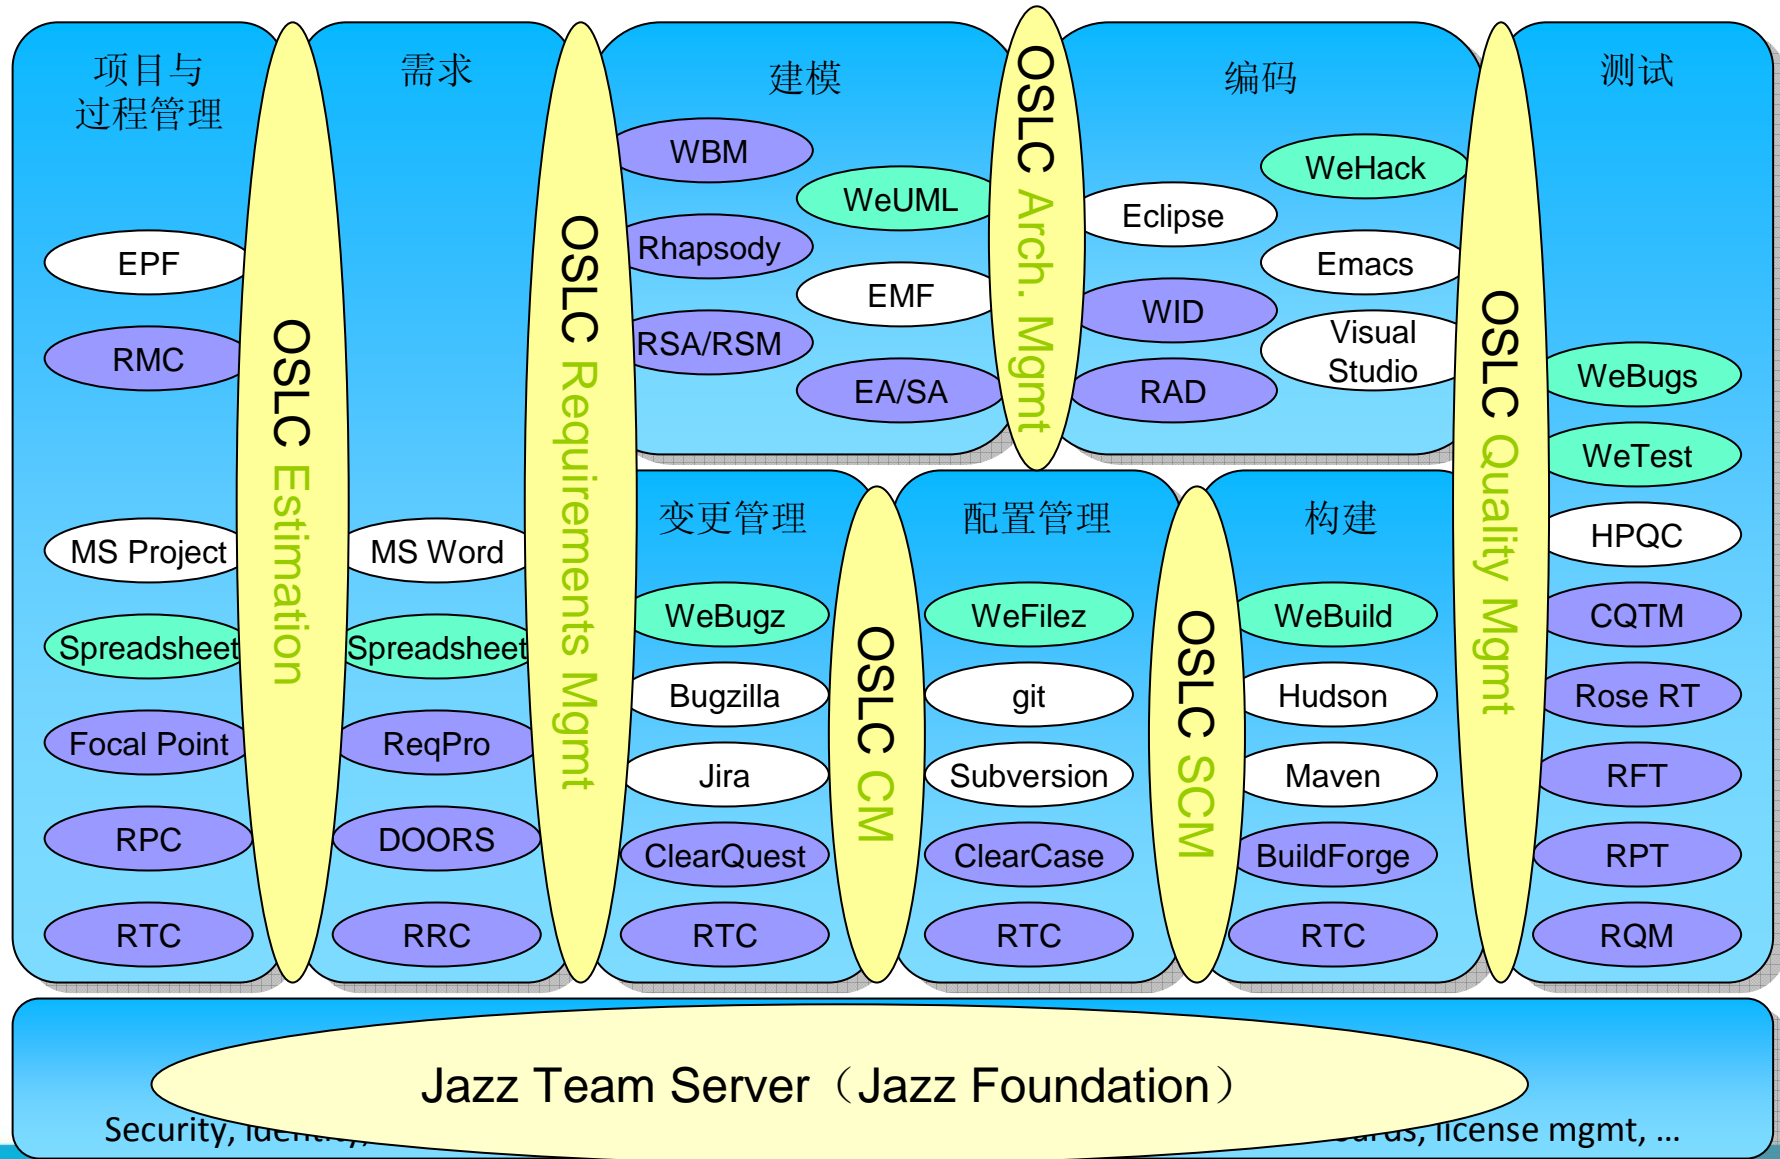 项目与
过程管理
EPF
RMC
MS Project
Spreadsheet
Focal Point
RPC
RTC
OSLC Estimation
需求
MS Word
Spreadsheet
ReqPro
DOORS
RRC
OSLC Requirements Mgmt
建模
WBM
WeUML
Rhapsody
EMF
RSA/RSM
EA/SA
OSLC Arch. Mgmt
编码
WeHack
Eclipse
Emacs
WID
Visual
Studio
RAD
变更管理
WeBugz
Bugzilla
Jira
ClearQuest
RTC
OSLC CM
配置管理
WeFilez
git
Subversion
ClearCase
RTC
OSLC SCM
构建
WeBuild
Hudson
Maven
BuildForge
RTC
OSLC Quality Mgmt
测试
WeBugs
WeTest
HPQC
CQTM
Rose RT
RFT
RPT
RQM
Jazz Team Server（Jazz Foundation）
Security, license mgmt, ...